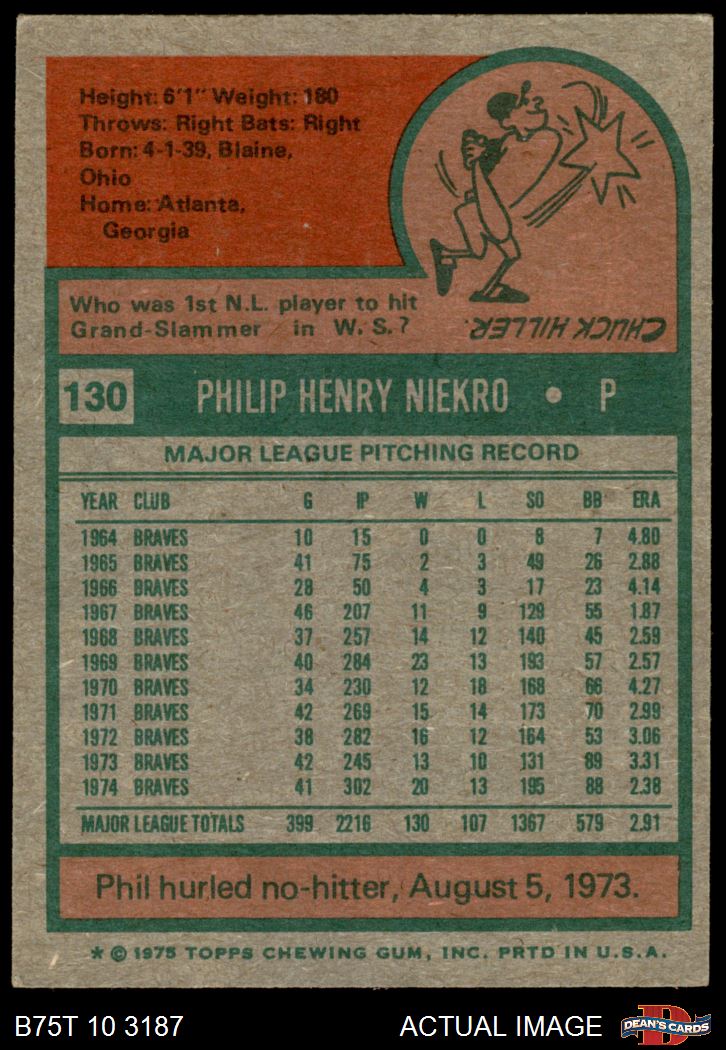 Height: 6'1" Weight: 180
Throws: Right Bats: Right
Born: 4-1-39, Blaine,
Ohio
Home: Atlanta,
Georgia
Who was 1st N.L. player to hit
Grand-Slammer in W. S.?
CHUCK HILLER.
130 PHILIP HENRY NIEKRO • P
MAJOR LEAGUE PITCHING RECORD
YEAR CLUB G IP W L SO BB ERA
1964 BRAVES 10 15 0 0 8 7 4.80
1965 BRAVES 41 75 2 3 49 26 2.88
1966 BRAVES 28 50 4 3 17 23 4.14
1967 BRAVES 46 207 11 9 129 55 1.87
1968 BRAVES 37 257 14 12 140 45 2.59
1969 BRAVES 40 284 23 13 193 57 2.57
1970 BRAVES 34 230 12 18 168 66 4.27
1971 BRAVES 42 269 15 14 173 70 2.99
1972 BRAVES 38 282 16 12 164 53 3.06
1973 BRAVES 42 245 13 10 131 89 3.31
1974 BRAVES 41 302 20 13 195 88 2.38
MAJOR LEAGUE TOTALS 399 2216 130 107 1367 579 2.91
Phil hurled no-hitter, August 5, 1973.
* © 1975 TOPPS CHEWING GUM, INC. PRTD IN U.S.A.
B75T 10 3187 ACTUAL IMAGE
D
DEAN'S CARDS